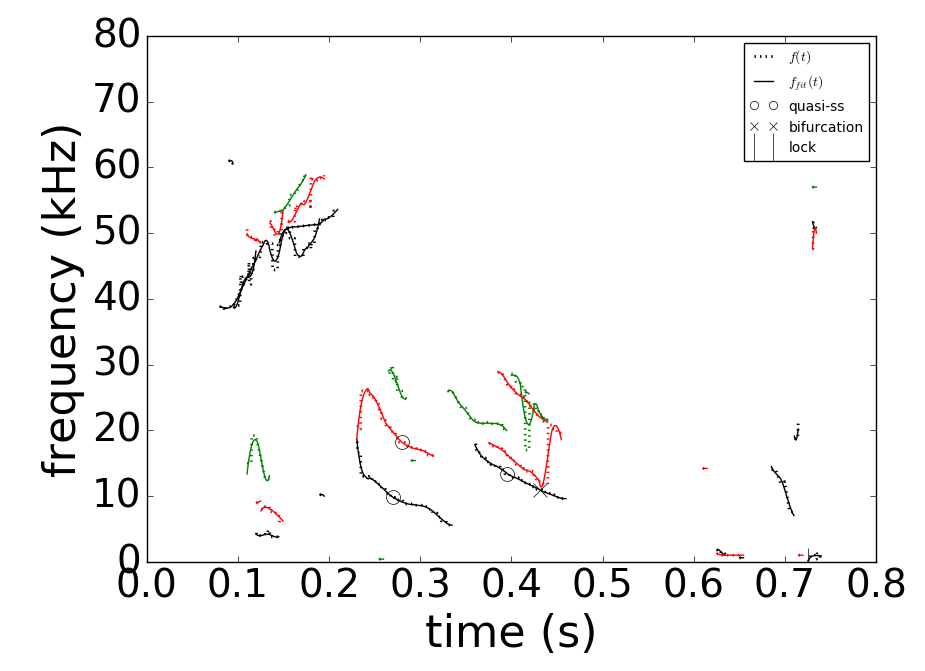 80
70
60
50
40
30
20
10
0
frequency (kHz)
0.0 0.1 0.2 0.3 0.4 0.5 0.6 0.7 0.8
time (s)
f(t)
f_fit(t)
quasi-ss
bifurcation
lock